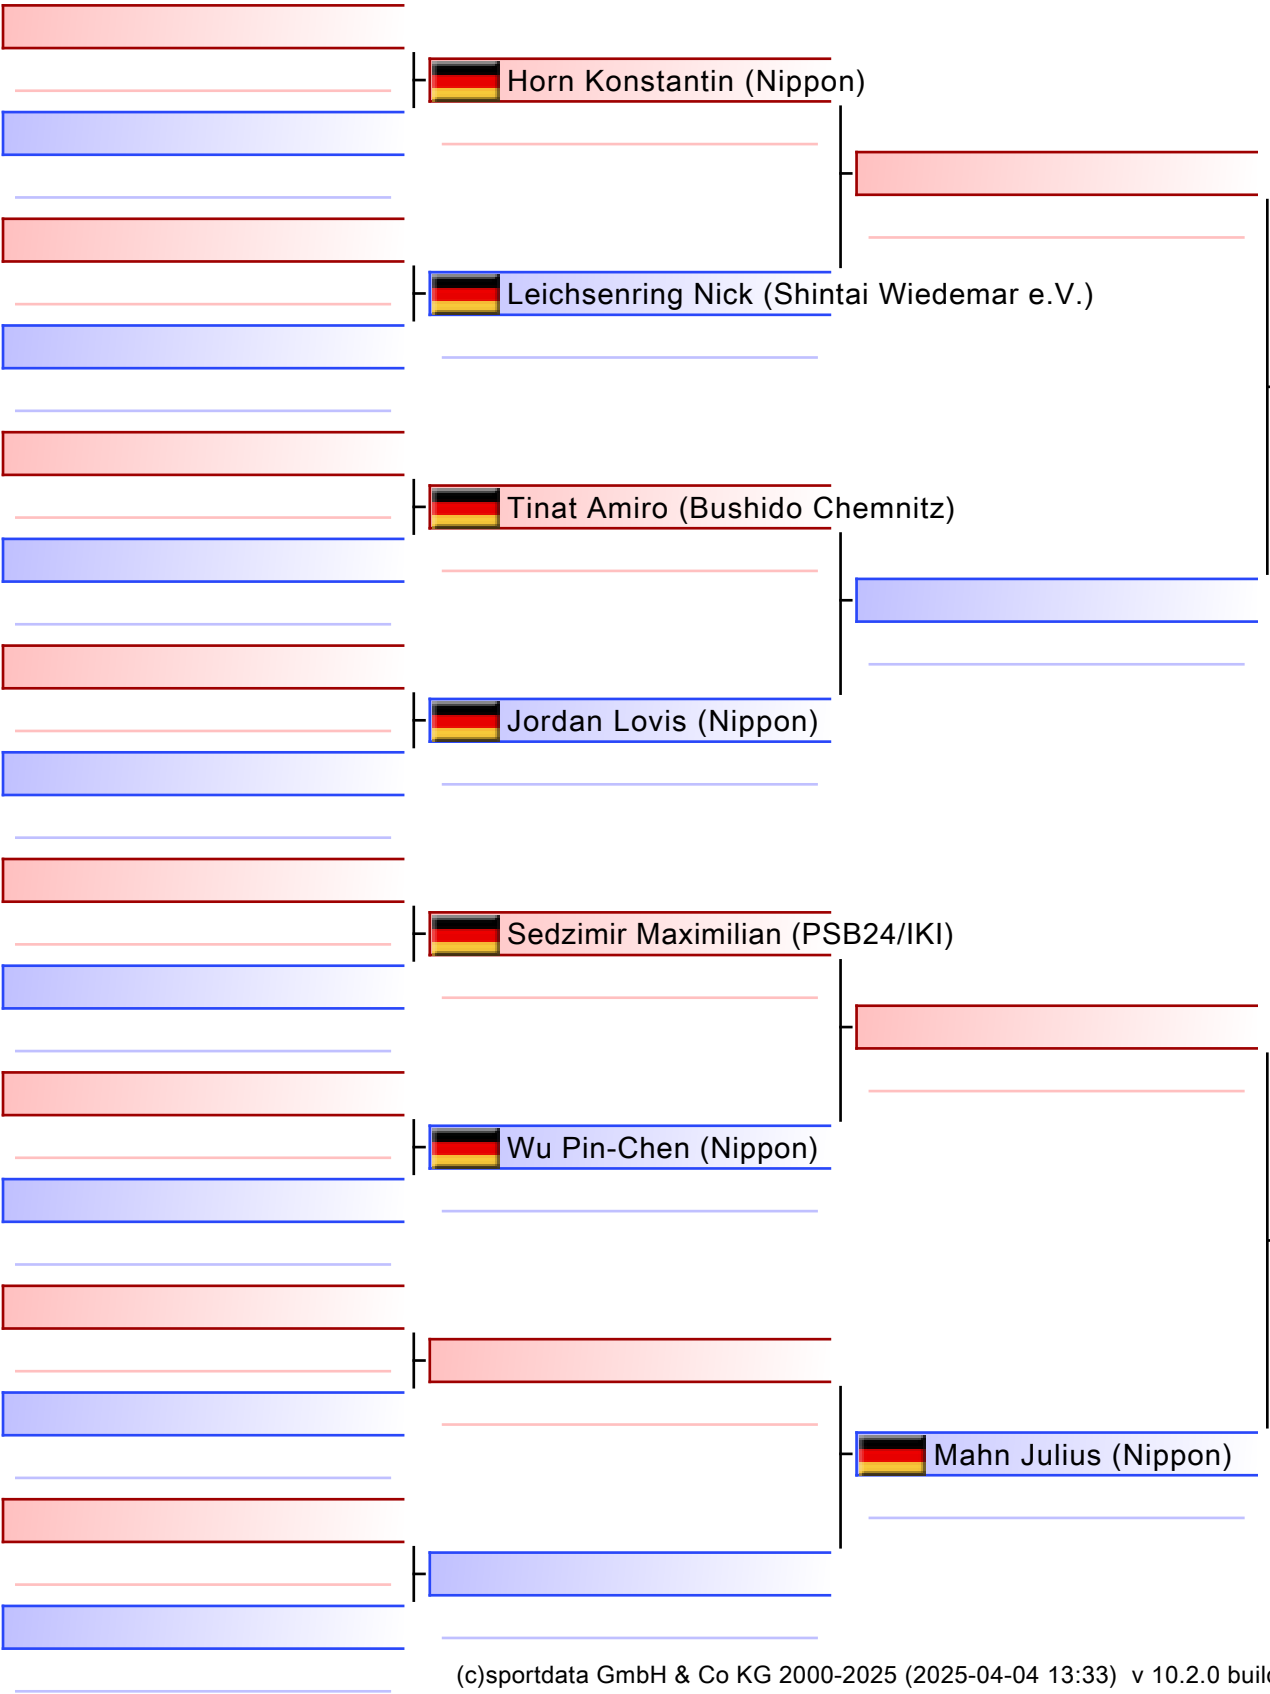 Horn Konstantin (Nippon)
Leichsenring Nick (Shintai Wiedemar e.V.)
Tinat Amiro (Bushido Chemnitz)
Jordan Lovis (Nippon)
Sedzimir Maximilian (PSB24/IKI)
Wu Pin-Chen (Nippon)
Mahn Julius (Nippon)
(c)sportdata GmbH & Co KG 2000-2025 (2025-04-04 13:33) v 10.2.0 build